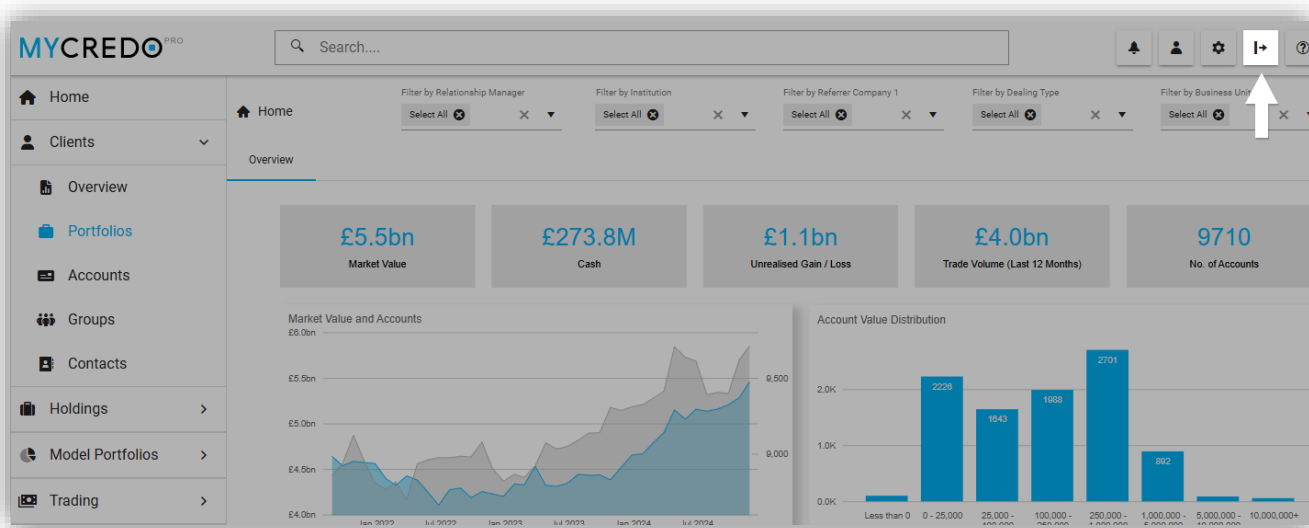 MYCREDO PRO
Search....
Home
Clients
Overview
Portfolios
Accounts
Groups
Contacts
Holdings
Model Portfolios
Trading
Home
Filter by Relationship Manager
Select All
Filter by Institution
Select All
Filter by Referrer Company 1
Select All
Filter by Dealing Type
Select All
Filter by Business Unit
Select All
Overview
£5.5bn
Market Value
£273.8M
Cash
£1.1bn
Unrealised Gain / Loss
£4.0bn
Trade Volume (Last 12 Months)
9710
No. of Accounts
Market Value and Accounts
£6.0bn
£5.5bn
£5.0bn
£4.5bn
£4.0bn
9,500
9,000
Jan 2022 Jul 2022 Jan 2023 Jul 2023 Jan 2024 Jul 2024
Account Value Distribution
2.0K
1.0K
0.0K
2226
1643
1988
2701
892
Less than 0 0 - 25,000 25,000 - 100,000 - 250,000 - 1,000,000 - 5,000,000 - 10,000,000+